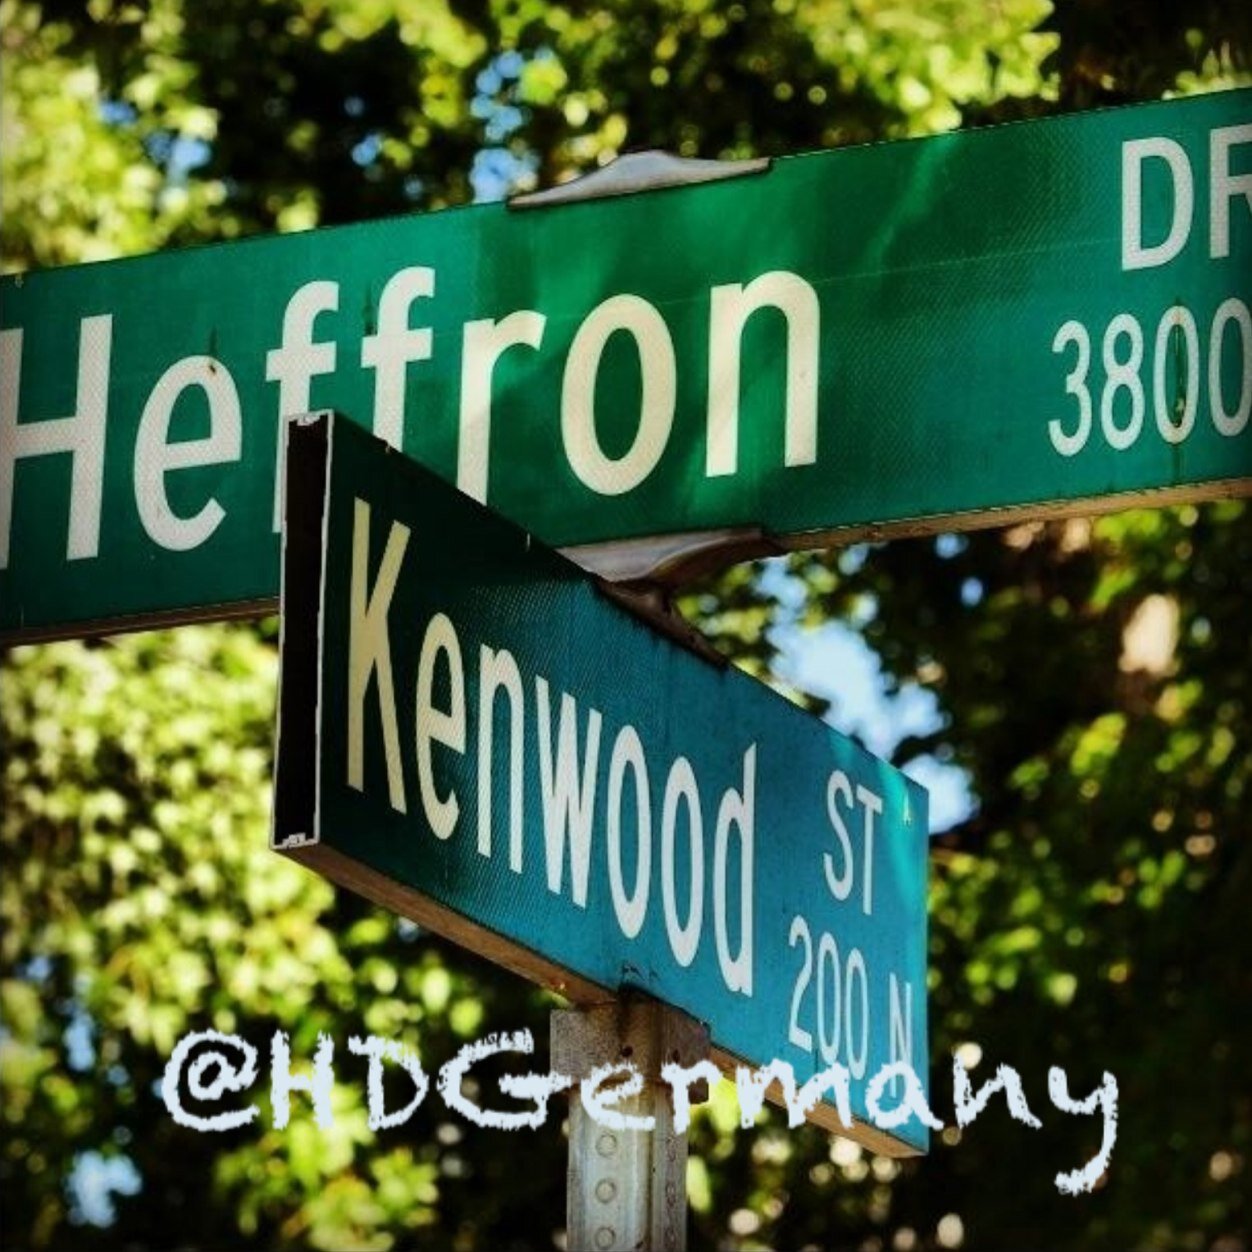 Heffron DR
3800
Kenwood ST
200 N
@HDGermany